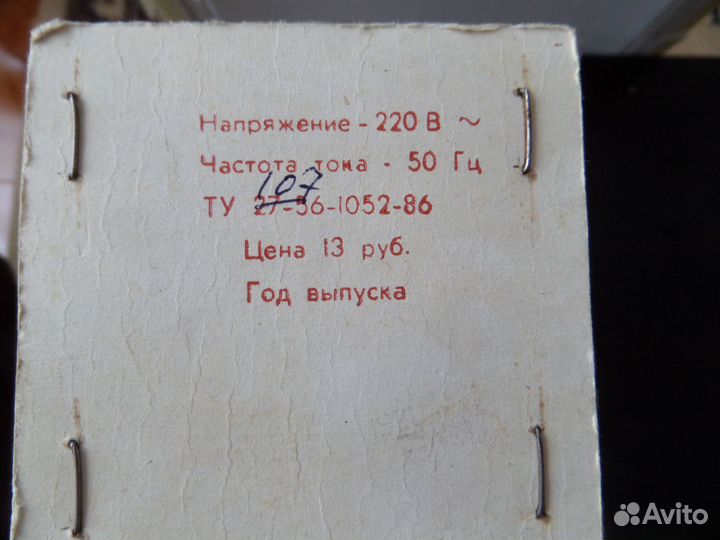 Напряжение - 220 В ~
Частота тока - 50 Гц
107
ТУ 27-56-1052-86
Цена 13 руб.
Год выпуска
Avito